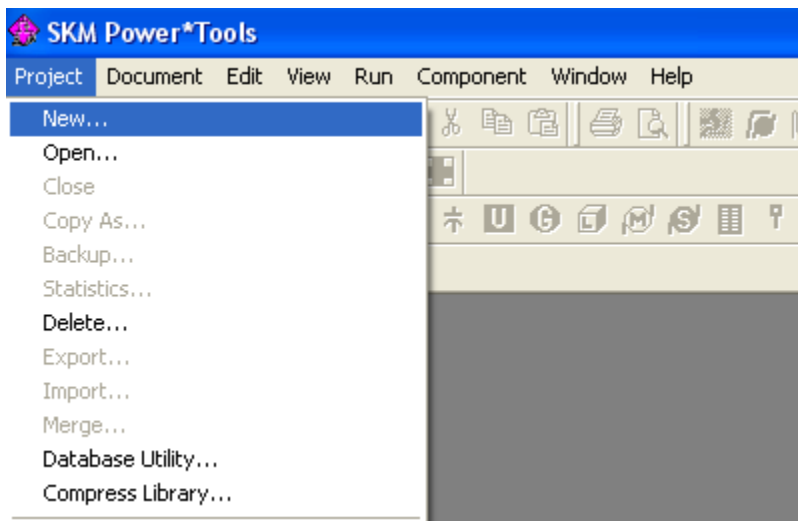 SKM Power*Tools
Project Document Edit View Run Component Window Help
New...
Open...
Close
Copy As...
Backup...
Statistics...
Delete...
Export...
Import...
Merge...
Database Utility...
Compress Library...
U G L M S